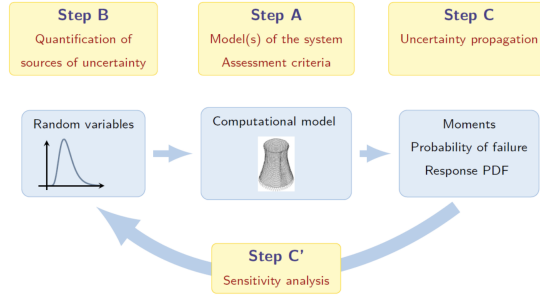 Step B
Quantification of
sources of uncertainty
Step A
Model(s) of the system
Assessment criteria
Step C
Uncertainty propagation
Random variables
Computational model
Moments
Probability of failure
Response PDF
Step C'
Sensitivity analysis